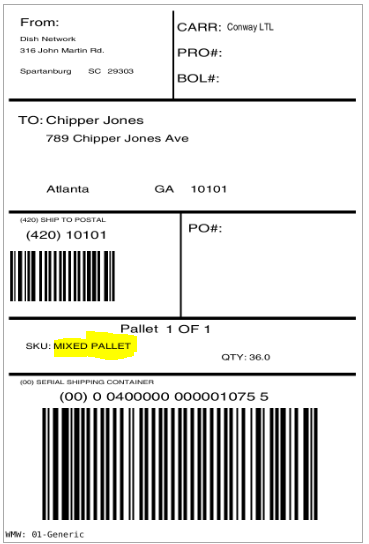 From:
Dish Network
316 John Martin Rd.
Spartanburg SC 29303
CARR: Conway LTL
PRO#:
BOL#:
TO: Chipper Jones
789 Chipper Jones Ave
Atlanta GA 10101
(420) SHIP TO POSTAL
(420) 10101
PO#:
Pallet 1 OF 1
SKU: MIXED PALLET
QTY: 36.0
(00) SERIAL SHIPPING CONTAINER
(00) 0 0400000 000001075 5
WMW: 01-Generic